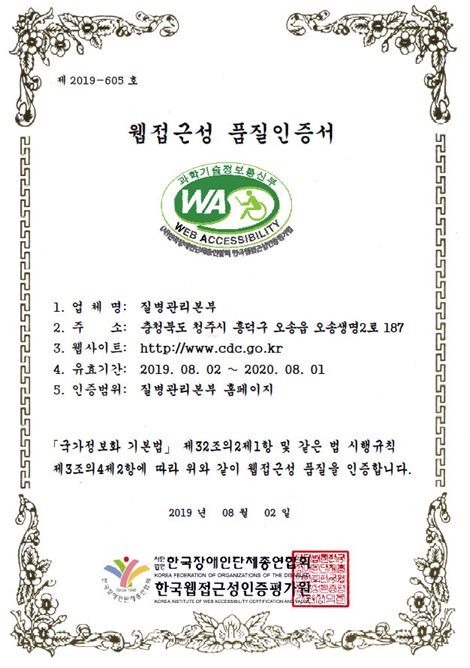 제 2019-605 호
웹접근성 품질인증서
과학기술정보통신부
WA
WEB ACCESSIBILITY
(사)한국장애인단체총연합회 한국웹접근성인증평가원
1. 업 체 명: 질병관리본부
2. 주 소: 충청북도 청주시 흥덕구 오송읍 오송생명2로 187
3. 웹사이트: http://www.cdc.go.kr
4. 유효기간: 2019. 08. 02 ~ 2020. 08. 01
5. 인증범위: 질병관리본부 홈페이지
「국가정보화 기본법」 제32조의2제1항 및 같은 법 시행규칙
제3조의4제2항에 따라 위와 같이 웹접근성 품질을 인증합니다.
2019 년 08 월 02 일
한국장애인단체총연합회
Since 1998
사단법인 한국장애인단체총연합회
KOREA FEDERATION OF ORGANIZATIONS OF THE DISABLED
한국웹접근성인증평가원
KOREA INSTITUTE OF WEB ACCESSIBILITY CERTIFICATION AND